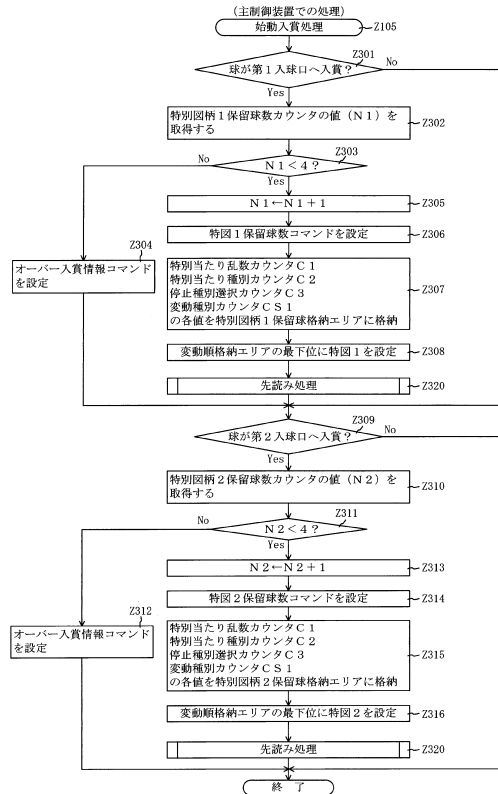 （主制御装置での処理）
始動入賞処理
Z105
球が第１入球口へ入賞？
Z301
No
Yes
特別図柄１保留球数カウンタの値（Ｎ１）を
取得する
Z302
Ｎ１＜４？
Z303
No
Yes
Ｎ１←Ｎ１＋１
Z305
特図１保留球数コマンドを設定
Z306
オーバー入賞情報コマンド
を設定
Z304
特別当たり乱数カウンタＣ１
特別当たり種別カウンタＣ２
停止種別選択カウンタＣ３
変動種別カウンタＣＳ１
の各値を特別図柄１保留球格納エリアに格納
Z307
変動順格納エリアの最下位に特図１を設定
Z308
先読み処理
Z320
球が第２入球口へ入賞？
Z309
No
Yes
特別図柄２保留球数カウンタの値（Ｎ２）を
取得する
Z310
Ｎ２＜４？
Z311
No
Yes
Ｎ２←Ｎ２＋１
Z313
特図２保留球数コマンドを設定
Z314
オーバー入賞情報コマンド
を設定
Z312
特別当たり乱数カウンタＣ１
特別当たり種別カウンタＣ２
停止種別選択カウンタＣ３
変動種別カウンタＣＳ１
の各値を特別図柄２保留球格納エリアに格納
Z315
変動順格納エリアの最下位に特図２を設定
Z316
先読み処理
Z320
終　了